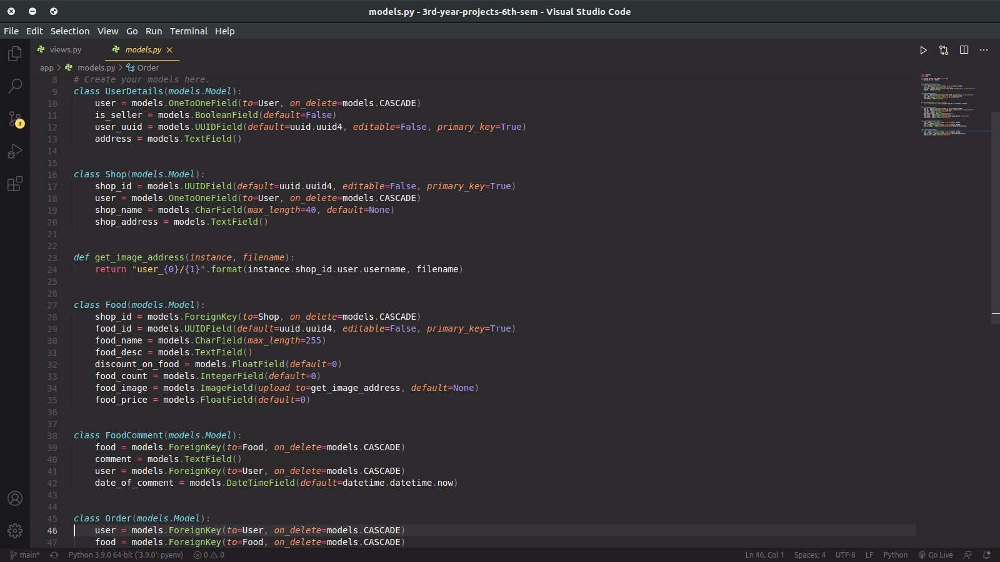 models.py - 3rd-year-projects-6th-sem - Visual Studio Code
File Edit Selection View Go Run Terminal Help
views.py models.py
app > models.py > Order
8 # Create your models here.
9 class UserDetails(models.Model):
10 user = models.OneToOneField(to=User, on_delete=models.CASCADE)
11 is_seller = models.BooleanField(default=False)
12 user_uuid = models.UUIDField(default=uuid.uuid4, editable=False, primary_key=True)
13 address = models.TextField()
14
15
16 class Shop(models.Model):
17 shop_id = models.UUIDField(default=uuid.uuid4, editable=False, primary_key=True)
18 user = models.OneToOneField(to=User, on_delete=models.CASCADE)
19 shop_name = models.CharField(max_length=40, default=None)
20 shop_address = models.TextField()
21
22
23 def get_image_address(instance, filename):
24 return "user_{0}/{1}".format(instance.shop_id.user.username, filename)
25
26
27 class Food(models.Model):
28 shop_id = models.ForeignKey(to=Shop, on_delete=models.CASCADE)
29 food_id = models.UUIDField(default=uuid.uuid4, editable=False, primary_key=True)
30 food_name = models.CharField(max_length=255)
31 food_desc = models.TextField()
32 discount_on_food = models.FloatField(default=0)
33 food_count = models.IntegerField(default=0)
34 food_image = models.ImageField(upload_to=get_image_address, default=None)
35 food_price = models.FloatField(default=0)
36
37
38 class FoodComment(models.Model):
39 food = models.ForeignKey(to=Food, on_delete=models.CASCADE)
40 comment = models.TextField()
41 user = models.ForeignKey(to=User, on_delete=models.CASCADE)
42 date_of_comment = models.DateTimeField(default=datetime.datetime.now)
43
44
45 class Order(models.Model):
46 user = models.ForeignKey(to=User, on_delete=models.CASCADE)
47 food = models.ForeignKey(to=Food, on_delete=models.CASCADE)
3
main* Python 3.9.0 64-bit ('3.9.0': pyenv) 0 0 Ln 46, Col 1 Spaces: 4 UTF-8 LF Python Go Live